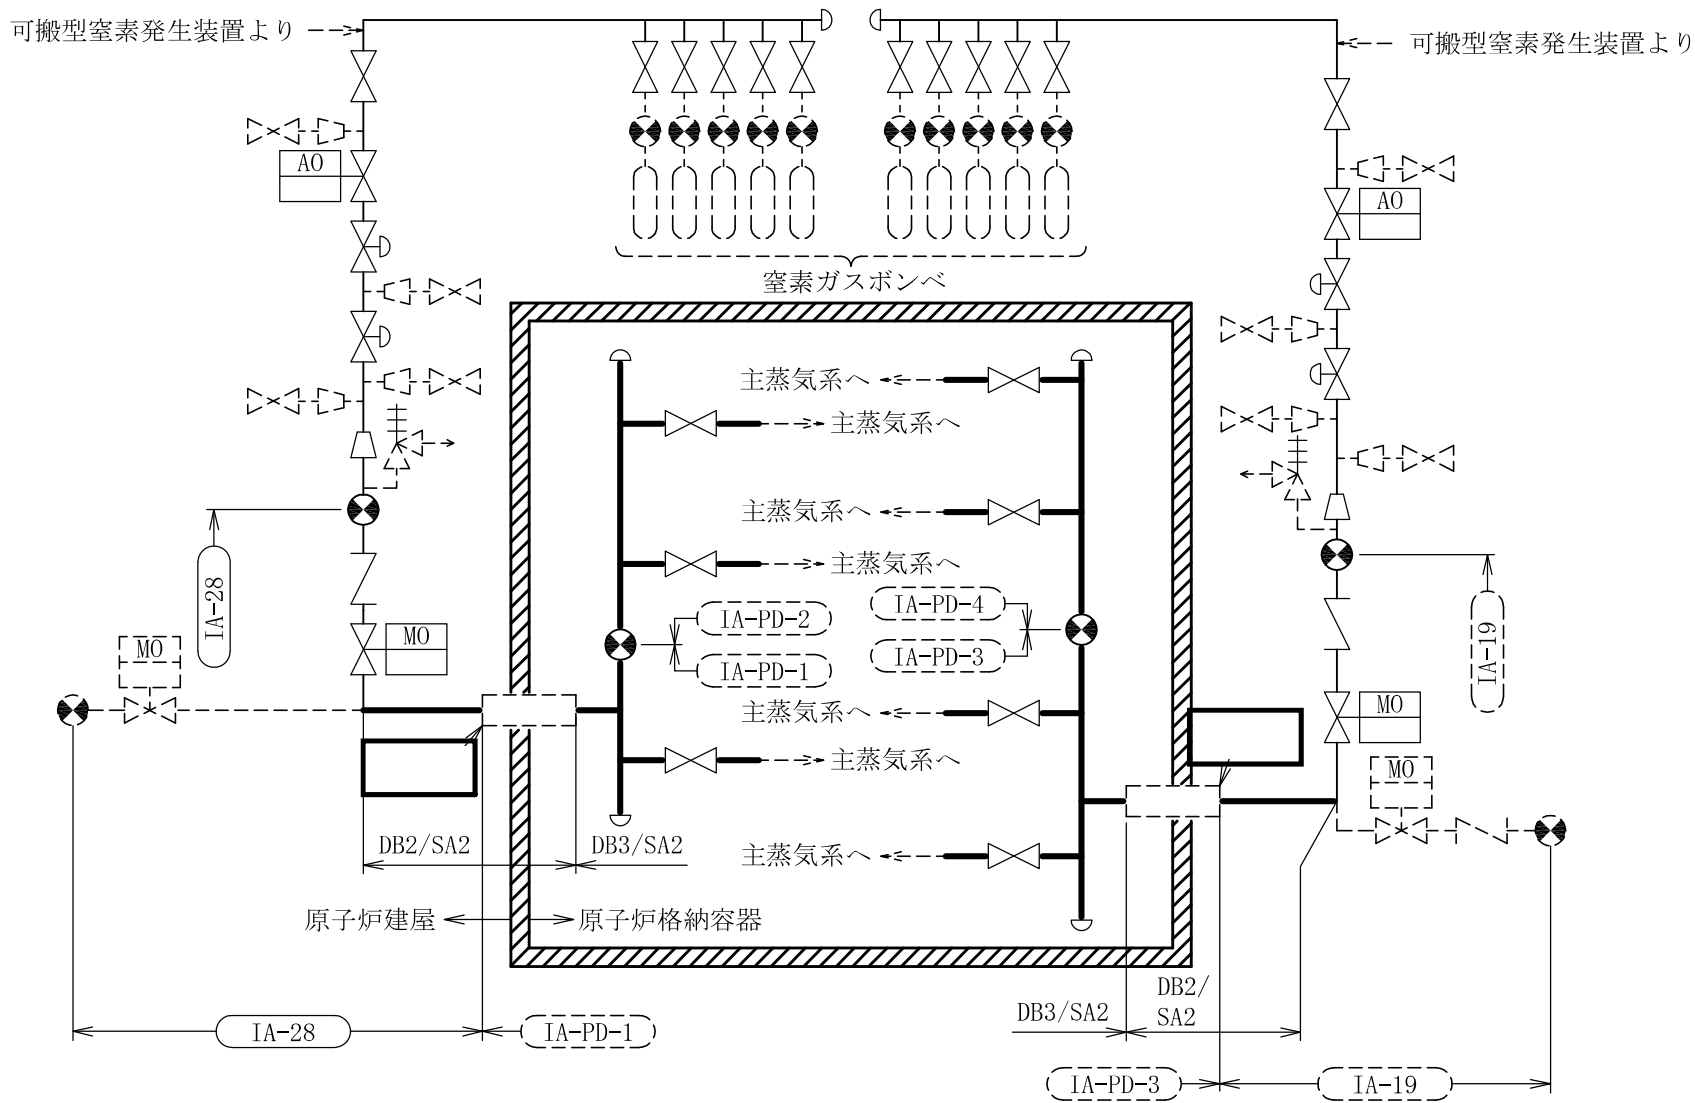 可搬型窒素発生装置より
可搬型窒素発生装置より
AO
AO
窒素ガスボンベ
主蒸気系へ
主蒸気系へ
主蒸気系へ
主蒸気系へ
IA-28
IA-PD-2
IA-PD-4
MO
MO
IA-19
IA-PD-1
IA-PD-3
主蒸気系へ
MO
主蒸気系へ
MO
DB2/SA2
DB3/SA2
主蒸気系へ
原子炉建屋
原子炉格納容器
DB3/SA2
DB2/
SA2
IA-28
IA-PD-1
IA-PD-3
IA-19